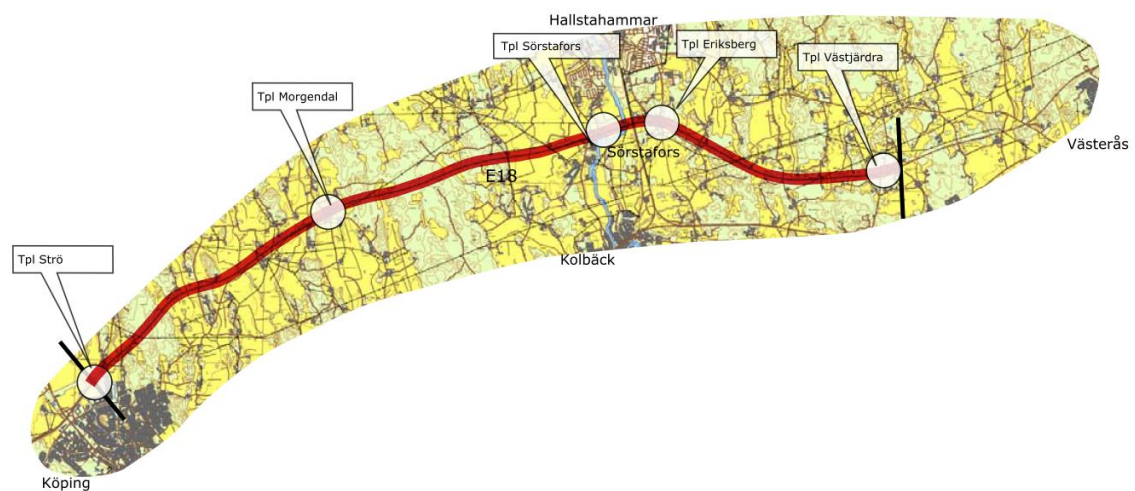 Hallstahammar
Tpl Sörstafors
Tpl Eriksberg
Tpl Västjärdra
Tpl Morgendal
Västerås
Sörstafors
E18
Kolbäck
Tpl Strö
Köping